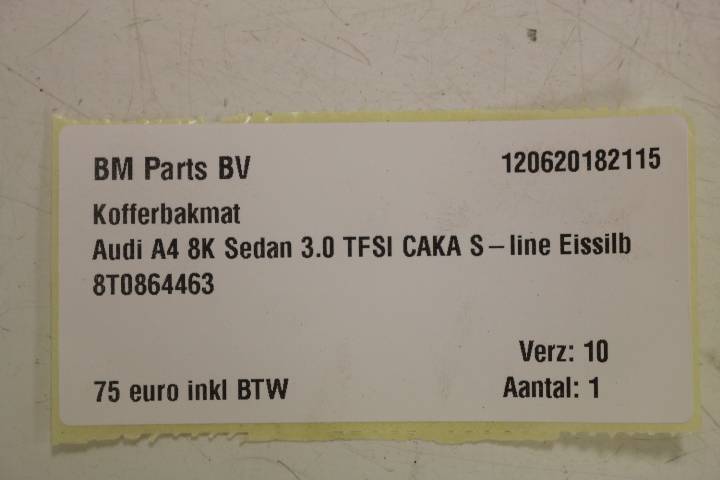 BM Parts BV 120620182115
Kofferbakmat
Audi A4 8K Sedan 3.0 TFSI CAKA S-line Eissilb
8T0864463
Verz: 10
75 euro inkl BTW Aantal: 1